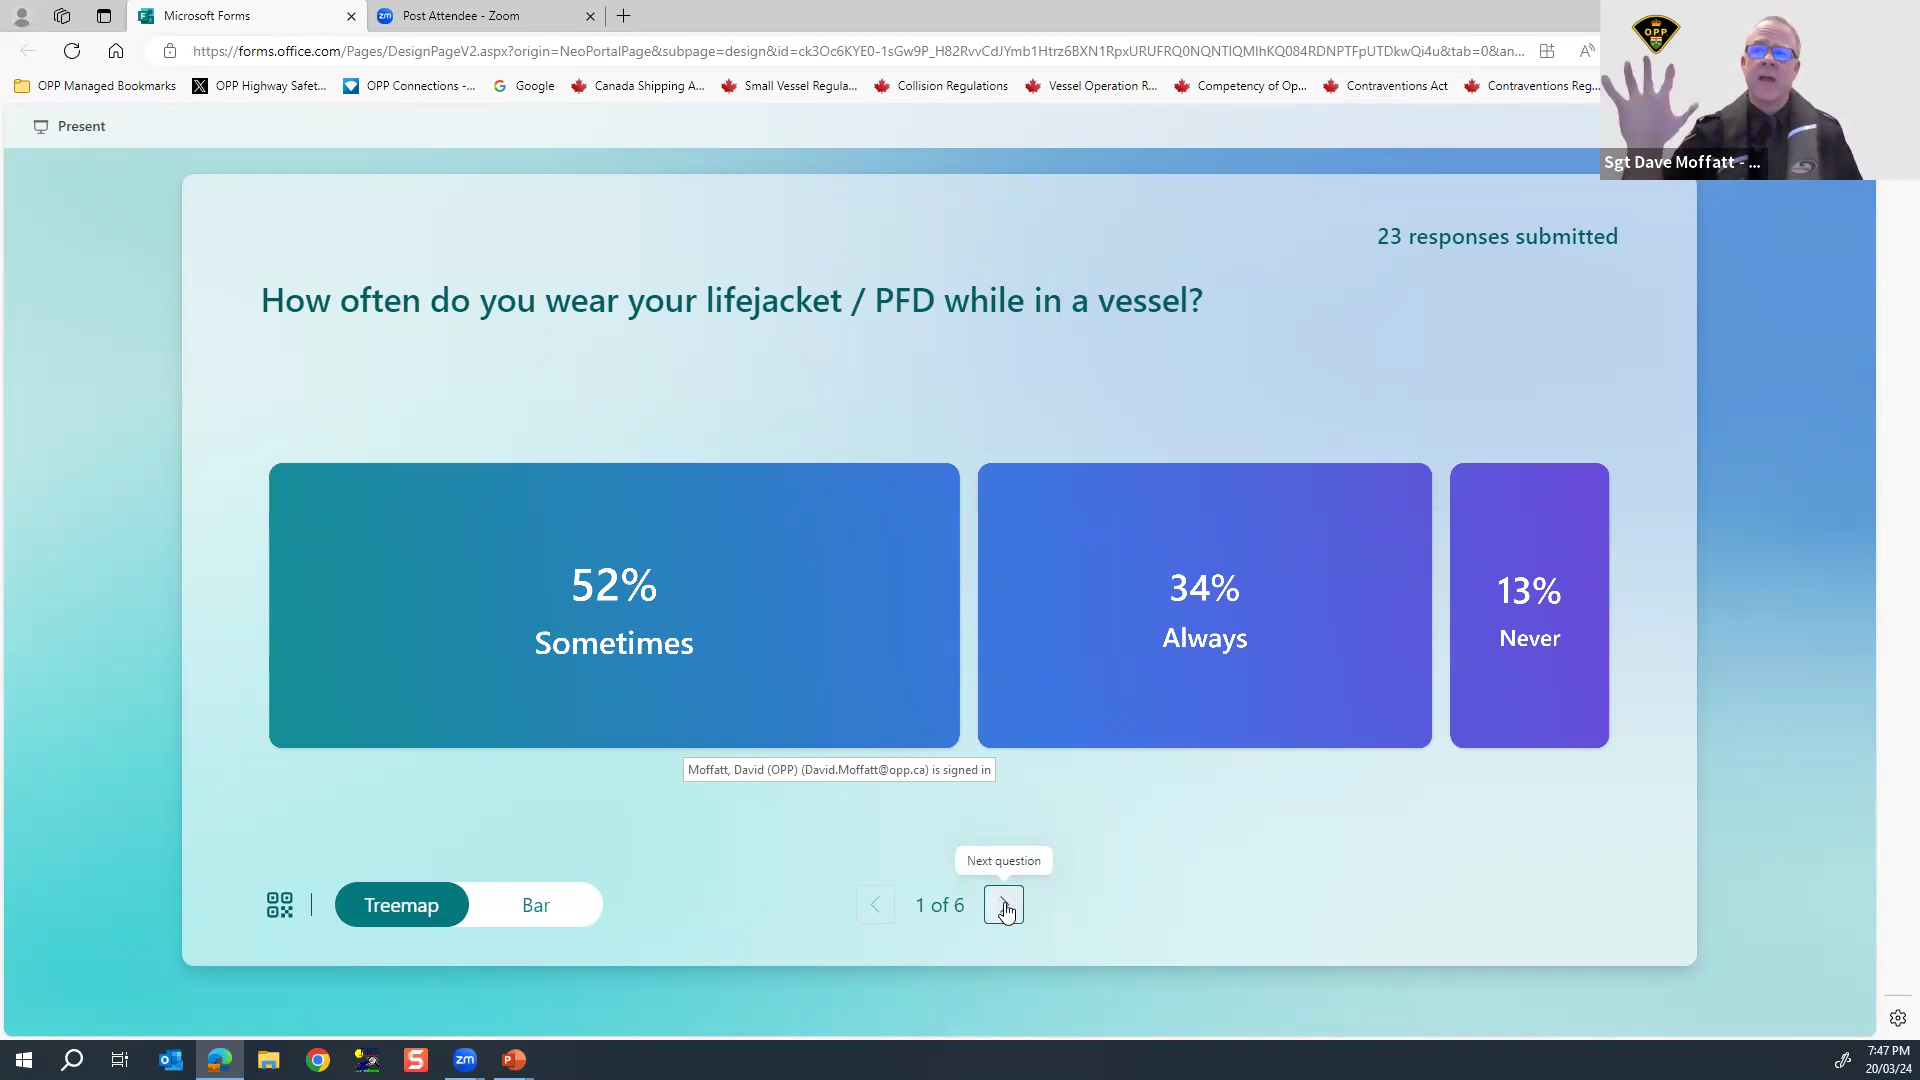 Microsoft Forms
Post Attendee - Zoom
https://forms.office.com/Pages/DesignPageV2.aspx?origin=NeoPortalPage&subpage=design&id=ck3Oc6KYE0-1sGw9P_H82RvvCdJYmb1Htrz6BXN1RpxURUFRQ0NQNTIQMlhKQ084RDNPTFpUTDkwQi4u&tab=0&an...
OPP Managed Bookmarks
OPP Highway Safet...
OPP Connections -...
Google
Canada Shipping A...
Small Vessel Regula...
Collision Regulations
Vessel Operation R...
Competency of Op...
Contraventions Act
Contraventions Reg...
OPP
Sgt Dave Moffatt - ...
Present
23 responses submitted
How often do you wear your lifejacket / PFD while in a vessel?
52%
Sometimes
34%
Always
13%
Never
Moffatt, David (OPP) (David.Moffatt@opp.ca) is signed in
Next question
Treemap
Bar
1 of 6
7:47 PM
20/03/24